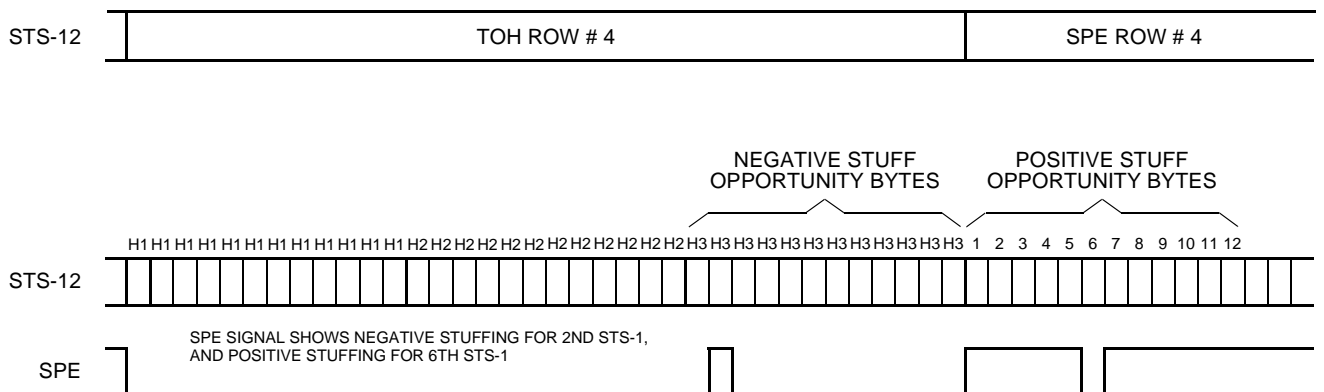 STS-12
TOH ROW # 4
SPE ROW # 4
NEGATIVE STUFF
OPPORTUNITY BYTES
POSITIVE STUFF
OPPORTUNITY BYTES
H1 H1 H1 H1 H1 H1 H1 H1 H1 H1 H1 H1 H2 H2 H2 H2 H2 H2 H2 H2 H2 H2 H2 H2 H3 H3 H3 H3 H3 H3 H3 H3 H3 H3 H3 H3 1 2 3 4 5 6 7 8 9 10 11 12
STS-12
SPE SIGNAL SHOWS NEGATIVE STUFFING FOR 2ND STS-1,
AND POSITIVE STUFFING FOR 6TH STS-1
SPE